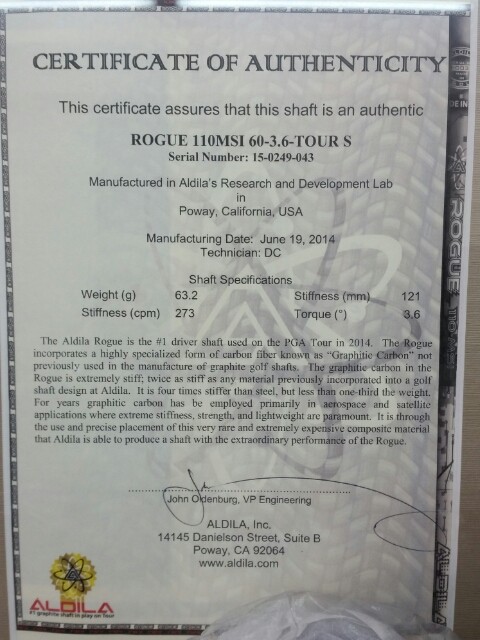 CERTIFICATE OF AUTHENTICITY
This certificate assures that this shaft is an authentic
ROGUE 110MSI 60-3.6-TOUR S
Serial Number: 15-0249-043
Manufactured in Aldila's Research and Development Lab
in
Poway, California, USA
Manufacturing Date: June 19, 2014
Technician: DC
Shaft Specifications
Weight (g) 63.2 Stiffness (mm) 121
Stiffness (cpm) 273 Torque (°) 3.6
The Aldila Rogue is the #1 driver shaft used on the PGA Tour in 2014. The Rogue
incorporates a highly specialized form of carbon fiber known as “Graphitic Carbon” not
previously used in the manufacture of graphite golf shafts. The graphitic carbon in the
Rogue is extremely stiff; twice as stiff as any material previously incorporated into a golf
shaft design at Aldila. It is four times stiffer than steel, but less than one-third the weight.
For years graphitic carbon has be employed primarily in aerospace and satellite
applications where extreme stiffness, strength, and lightweight are paramount. It is through
the use and precise placement of this very rare and extremely expensive composite material
that Aldila is able to produce a shaft with the extraordinary performance of the Rogue.
John Oldenburg, VP Engineering
ALDILA, Inc.
14145 Danielson Street, Suite B
Poway, CA 92064
www.aldila.com
ALDILA
#1 graphite shaft in play on Tour
ROGUE
ALDILA